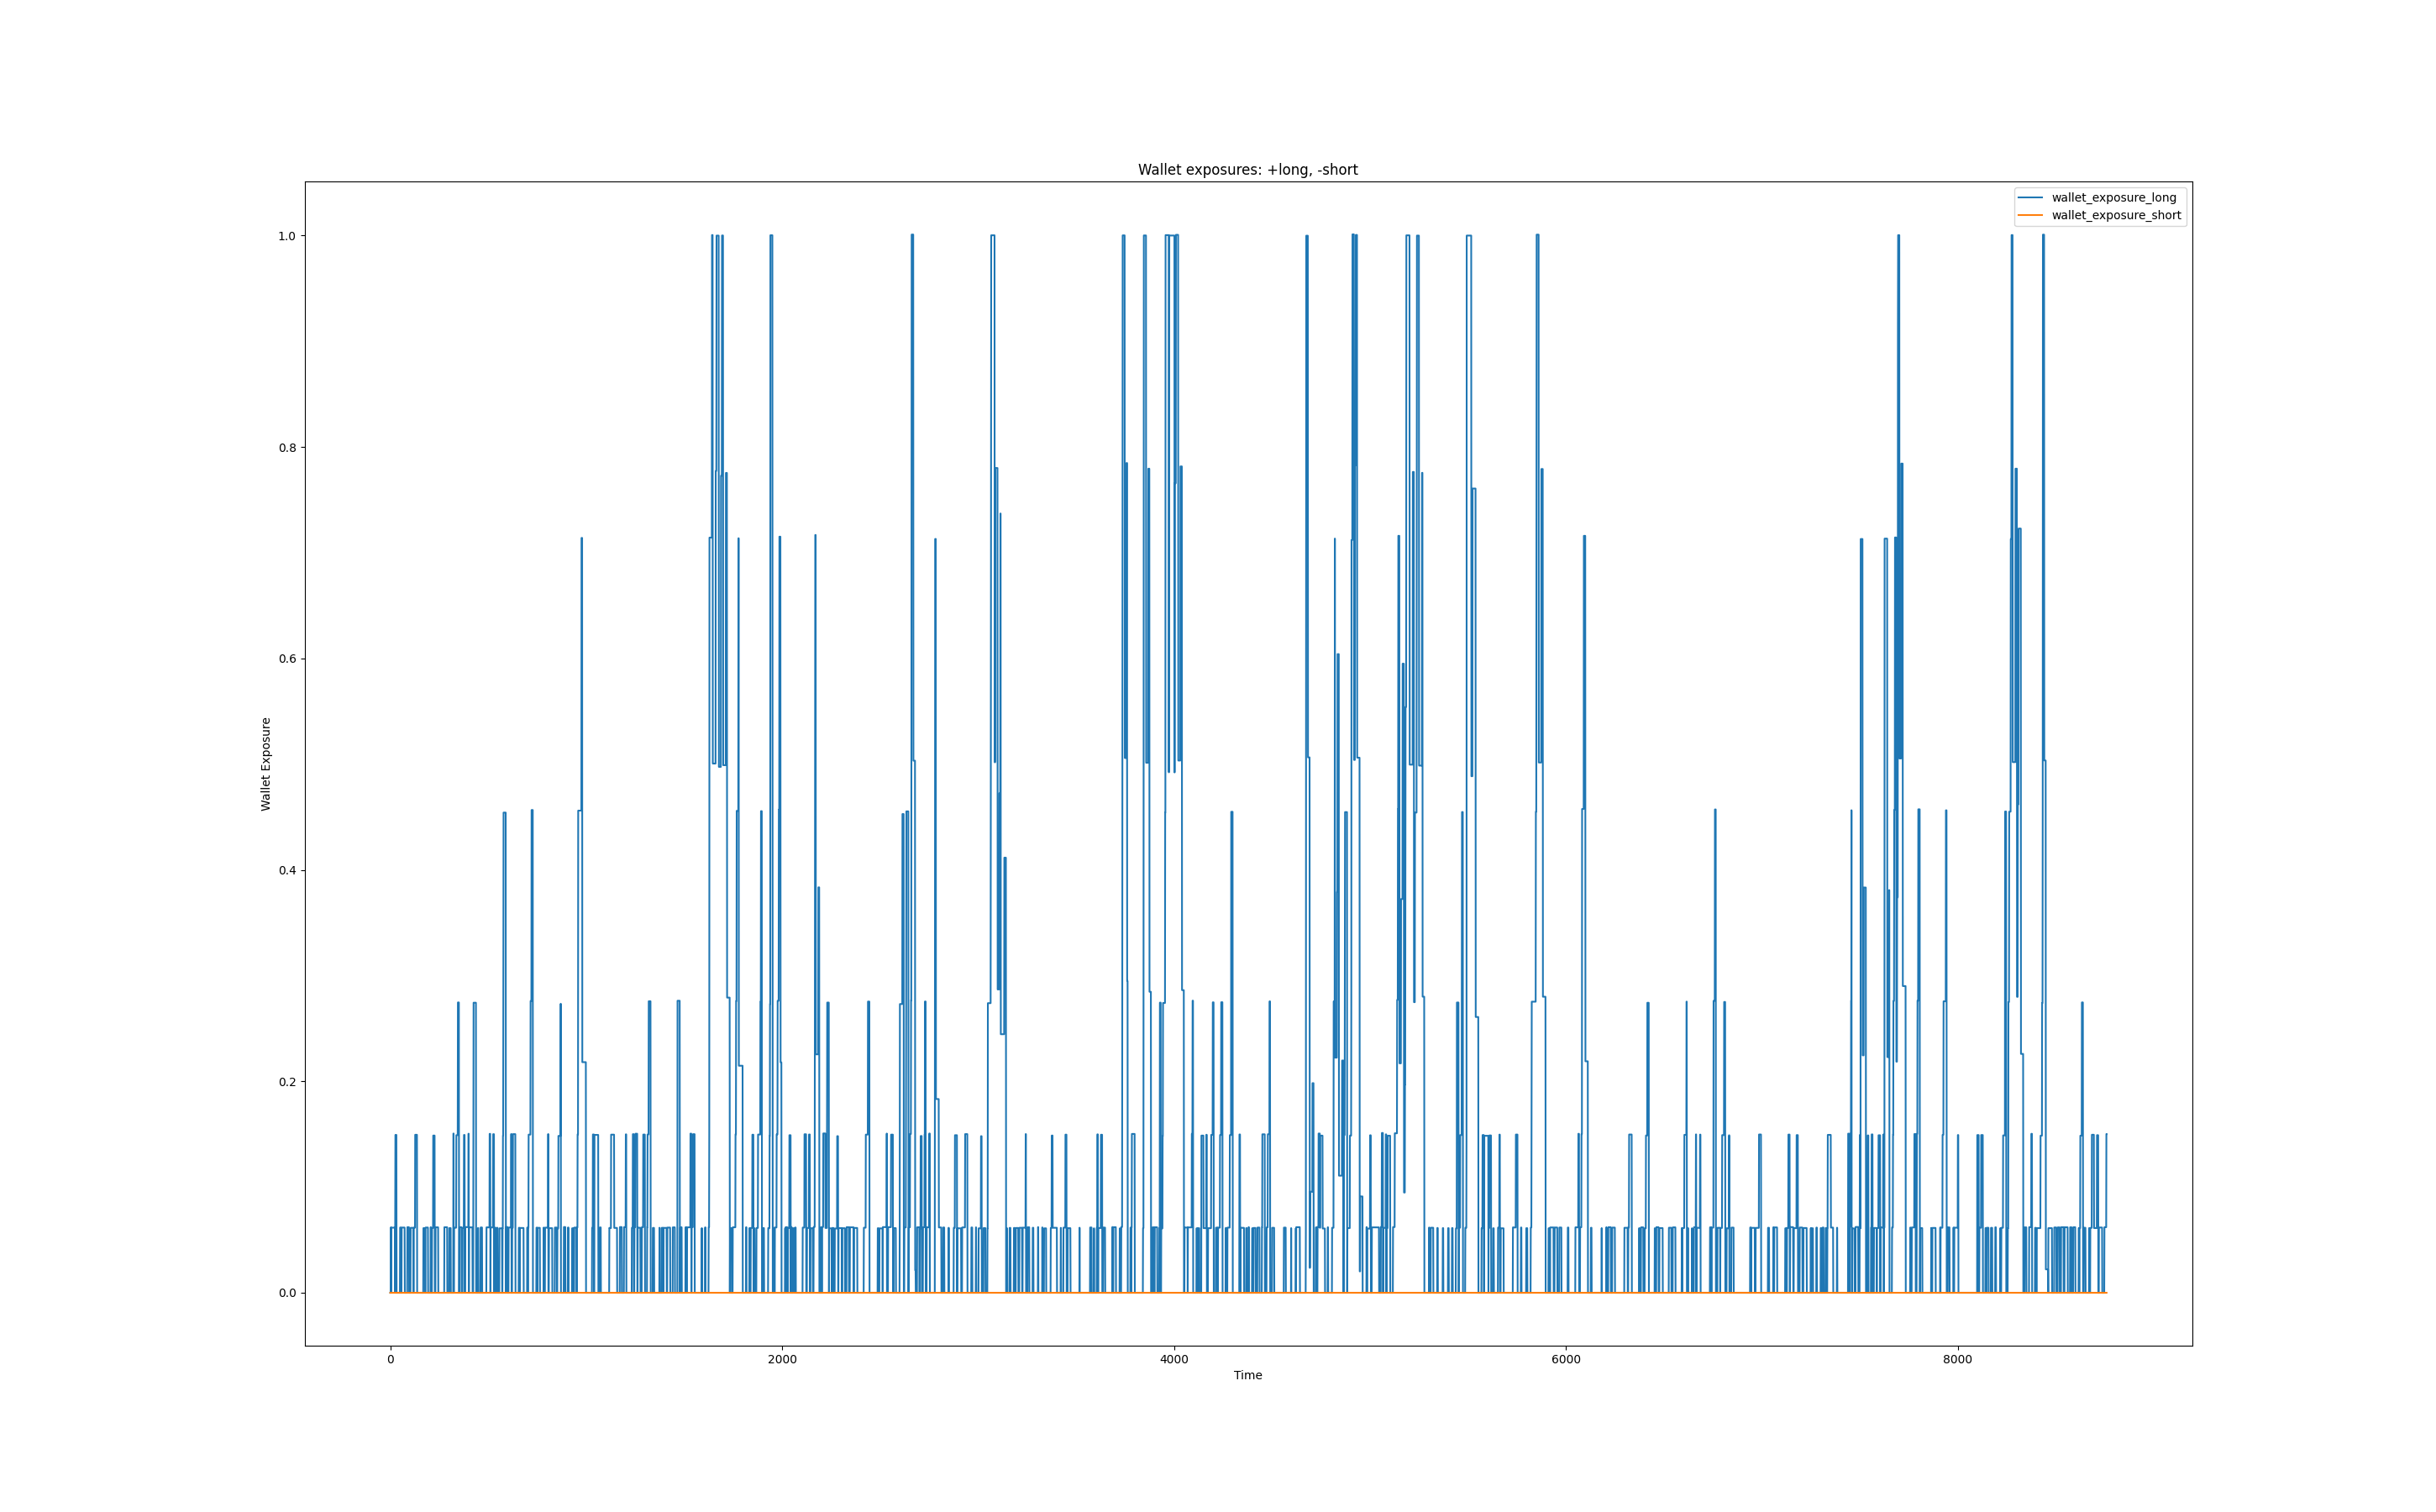 Wallet exposures: +long, -short
wallet_exposure_long
wallet_exposure_short
1.0
0.8
0.6
0.4
0.2
0.0
Wallet Exposure
0
2000
4000
6000
8000
Time